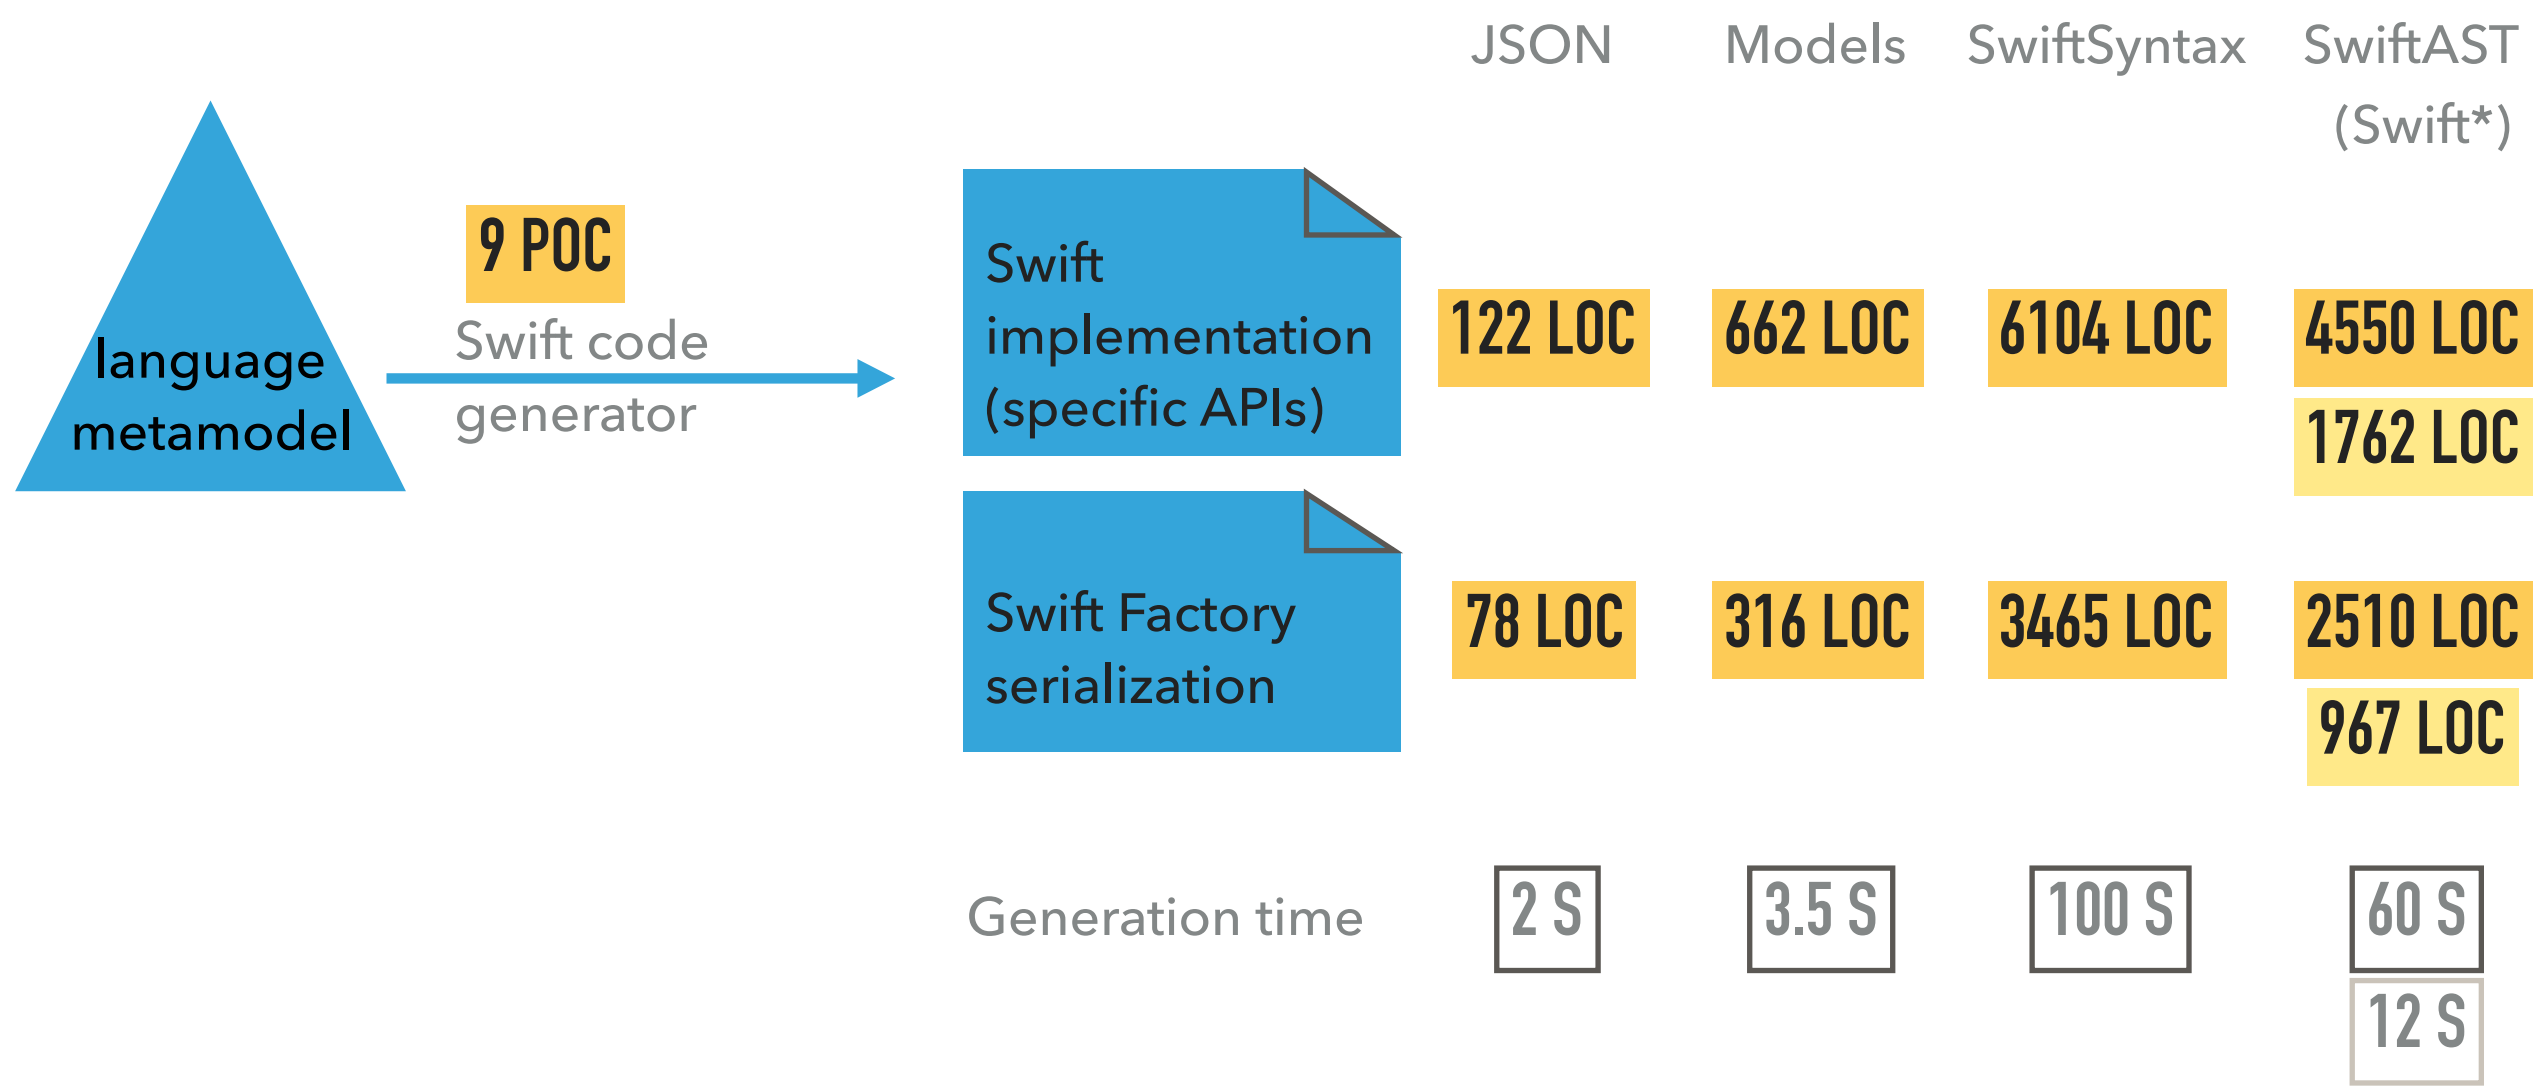 JSON Models SwiftSyntax SwiftAST
(Swift*)
language
metamodel
9 POC
Swift code
generator
Swift
implementation
(specific APIs)
122 LOC 662 LOC 6104 LOC 4550 LOC
1762 LOC
Swift Factory
serialization
78 LOC 316 LOC 3465 LOC 2510 LOC
967 LOC
Generation time 2 S 3.5 S 100 S 60 S
12 S